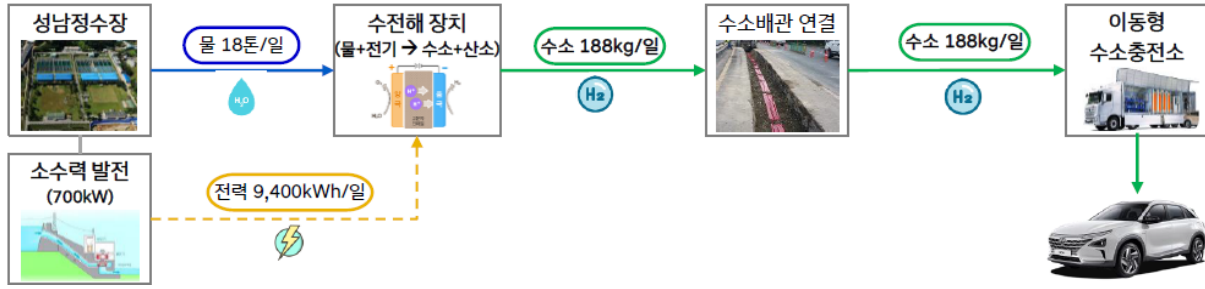 성남정수장
물 18톤/일
H₂O
수전해 장치
(물+전기 → 수소+산소)
수소 188kg/일
H₂
수소배관 연결
수소 188kg/일
H₂
이동형
수소충전소
소수력 발전
(700kW)
전력 9,400kWh/일